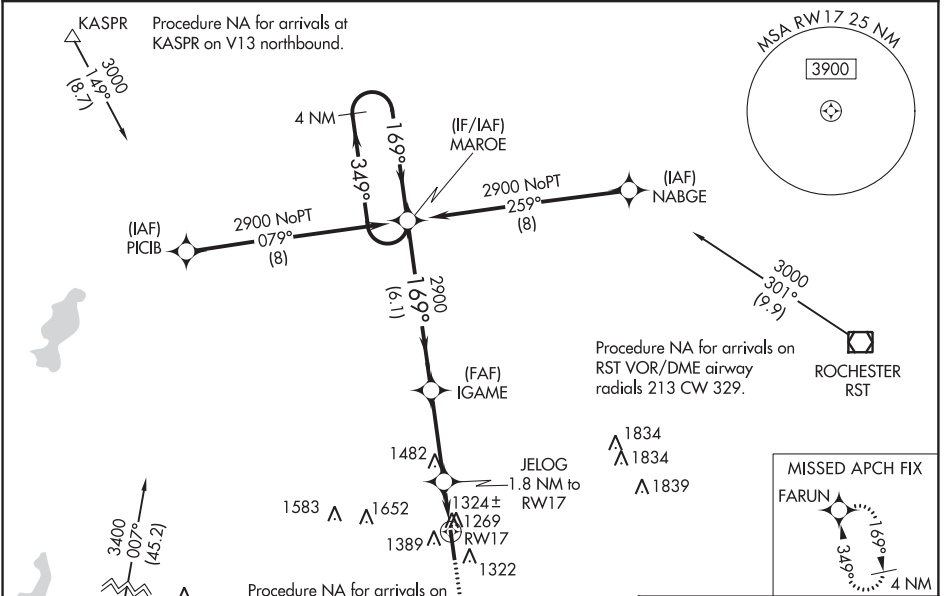 KASPR
Procedure NA for arrivals at
KASPR on V13 northbound.
3000
149°
(8.7)
MSA RW17 25 NM
3900
4 NM
349°
169°
(IF/IAF)
MAROE
(IAF)
PICIB
2900 NoPT
079°
(8)
2900 NoPT
259°
(8)
(IAF)
NABGE
2900
169°
(6.1)
3000
301°
(9.9)
ROCHESTER
RST
Procedure NA for arrivals on
RST VOR/DME airway
radials 213 CW 329.
(FAF)
IGAME
1834
1834
1839
1482
JELOG
1.8 NM to
RW17
1583
1652
1324±
1269
RW17
1389
1322
3400
007°
(45.2)
Procedure NA for arrivals on
MISSED APCH FIX
FARUN
169°
349°
4 NM